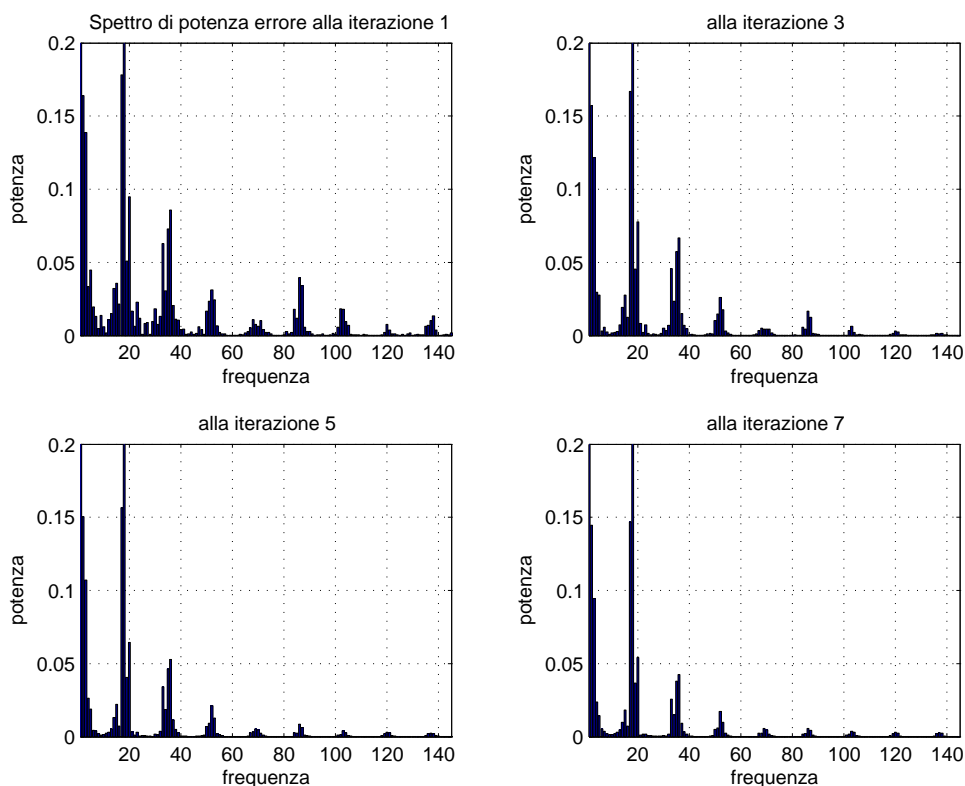 Spettro di potenza errore alla iterazione 1
0.2
0.15
0.1
0.05
0
potenza
20 40 60 80 100 120 140
frequenza
alla iterazione 3
0.2
0.15
0.1
0.05
0
potenza
20 40 60 80 100 120 140
frequenza
alla iterazione 5
0.2
0.15
0.1
0.05
0
potenza
20 40 60 80 100 120 140
frequenza
alla iterazione 7
0.2
0.15
0.1
0.05
0
potenza
20 40 60 80 100 120 140
frequenza